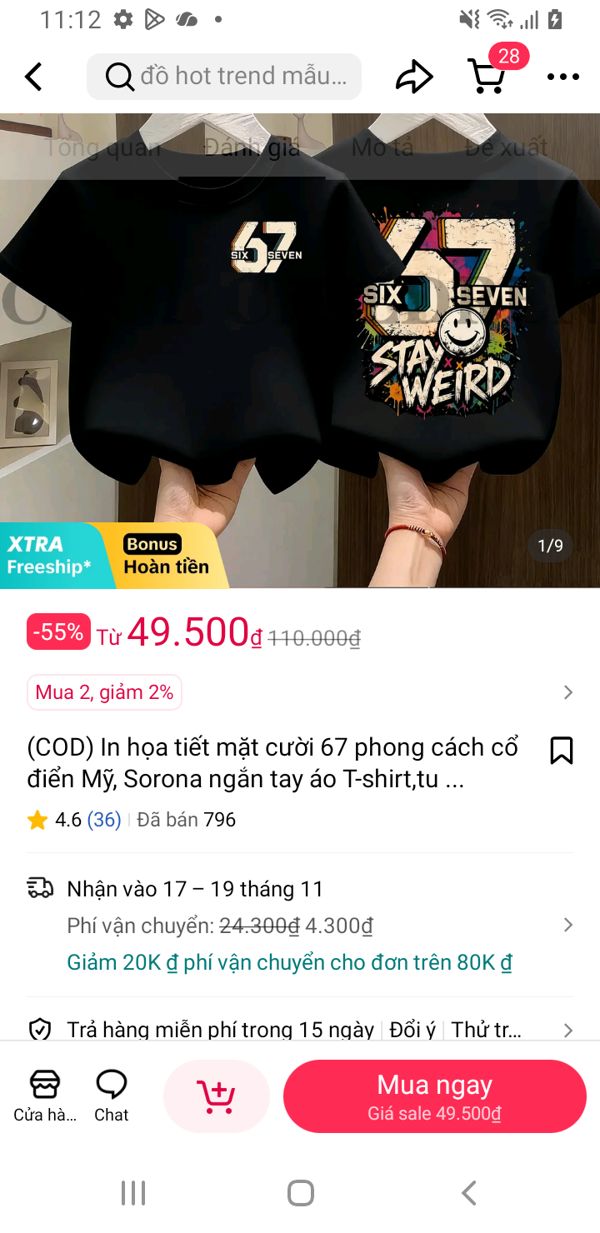 11:12
28
đồ hot trend mẫu...
Tổng quan Đánh giá Mô tả Đề xuất
67
SIX SEVEN
67
SIX SEVEN
STAY
WEIRD
XTRA
Freeship*
Bonus
Hoàn tiền
1/9
-55% Từ 49.500₫ 110.000₫
Mua 2, giảm 2%
(COD) In họa tiết mặt cười 67 phong cách cổ
điển Mỹ, Sorona ngắn tay áo T-shirt,tu ...
4.6 (36) Đã bán 796
Nhận vào 17 – 19 tháng 11
Phí vận chuyển: 24.300₫ 4.300₫
Giảm 20K ₫ phí vận chuyển cho đơn trên 80K ₫
Trả hàng miễn phí trong 15 ngày Đổi ý Thử tr...
Cửa hà...
Chat
Mua ngay
Giá sale 49.500₫